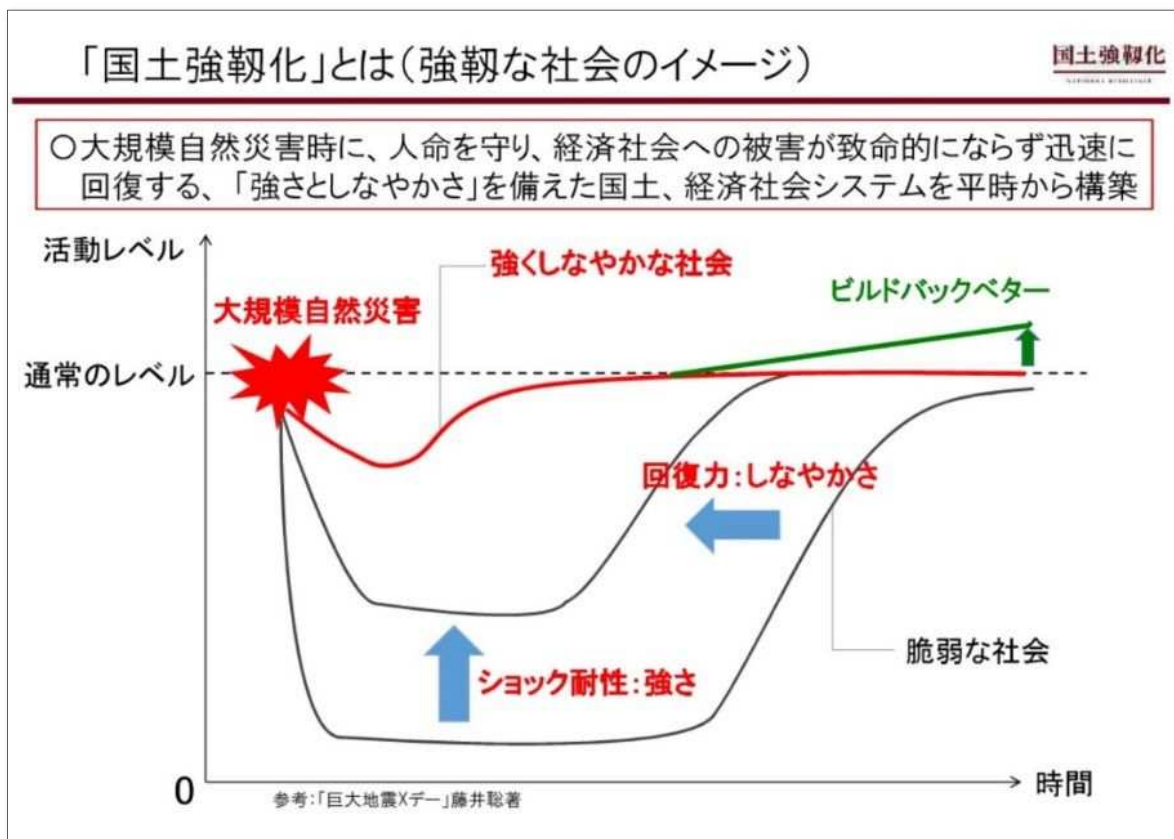 「国土強靱化」とは（強靱な社会のイメージ）
国土強靱化
○大規模自然災害時に、人命を守り、経済社会への被害が致命的にならず迅速に
回復する、「強さとしなやかさ」を備えた国土、経済社会システムを平時から構築
活動レベル
強くしなやかな社会
ビルドバックベター
大規模自然災害
通常のレベル
回復力：しなやかさ
脆弱な社会
ショック耐性：強さ
0
時間
参考：「巨大地震Xデー」藤井聡著